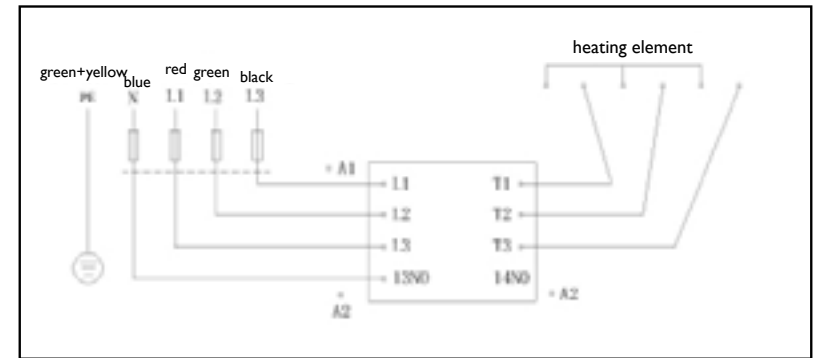 heating element
green+yellow blue red green black
PE N L1 L2 L3
A1
L1 T1
L2 T2
L3 T3
13NO 14NO
A2 A2